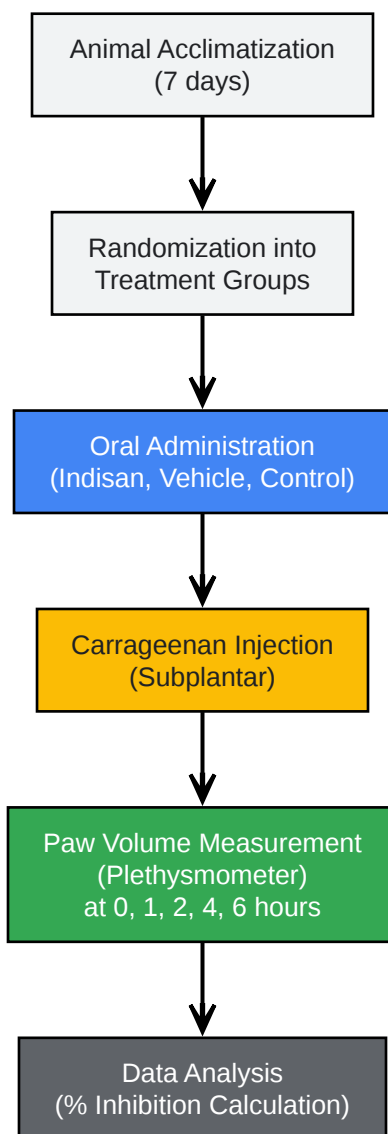 Animal Acclimatization
(7 days)
Randomization into
Treatment Groups
Oral Administration
(Indisan, Vehicle, Control)
Carrageenan Injection
(Subplantar)
Paw Volume Measurement
(Plethysmometer)
at 0, 1, 2, 4, 6 hours
Data Analysis
(% Inhibition Calculation)